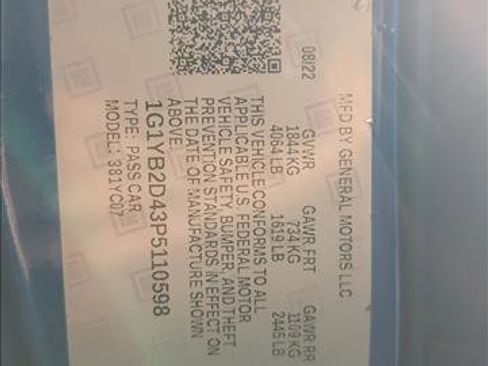 MFD BY GENERAL MOTORS LLC
08/22 GVWR GAWR FRT GAWR RR
1844 KG 734 KG 1109 KG
4064 LB 1619 LB 2445 LB
THIS VEHICLE CONFORMS TO ALL
APPLICABLE U.S. FEDERAL MOTOR
VEHICLE SAFETY, BUMPER, AND THEFT
PREVENTION STANDARDS IN EFFECT ON
THE DATE OF MANUFACTURE SHOWN
ABOVE.
1G1YB2D43P5110598
TYPE: PASS CAR
MODEL: 381YC07